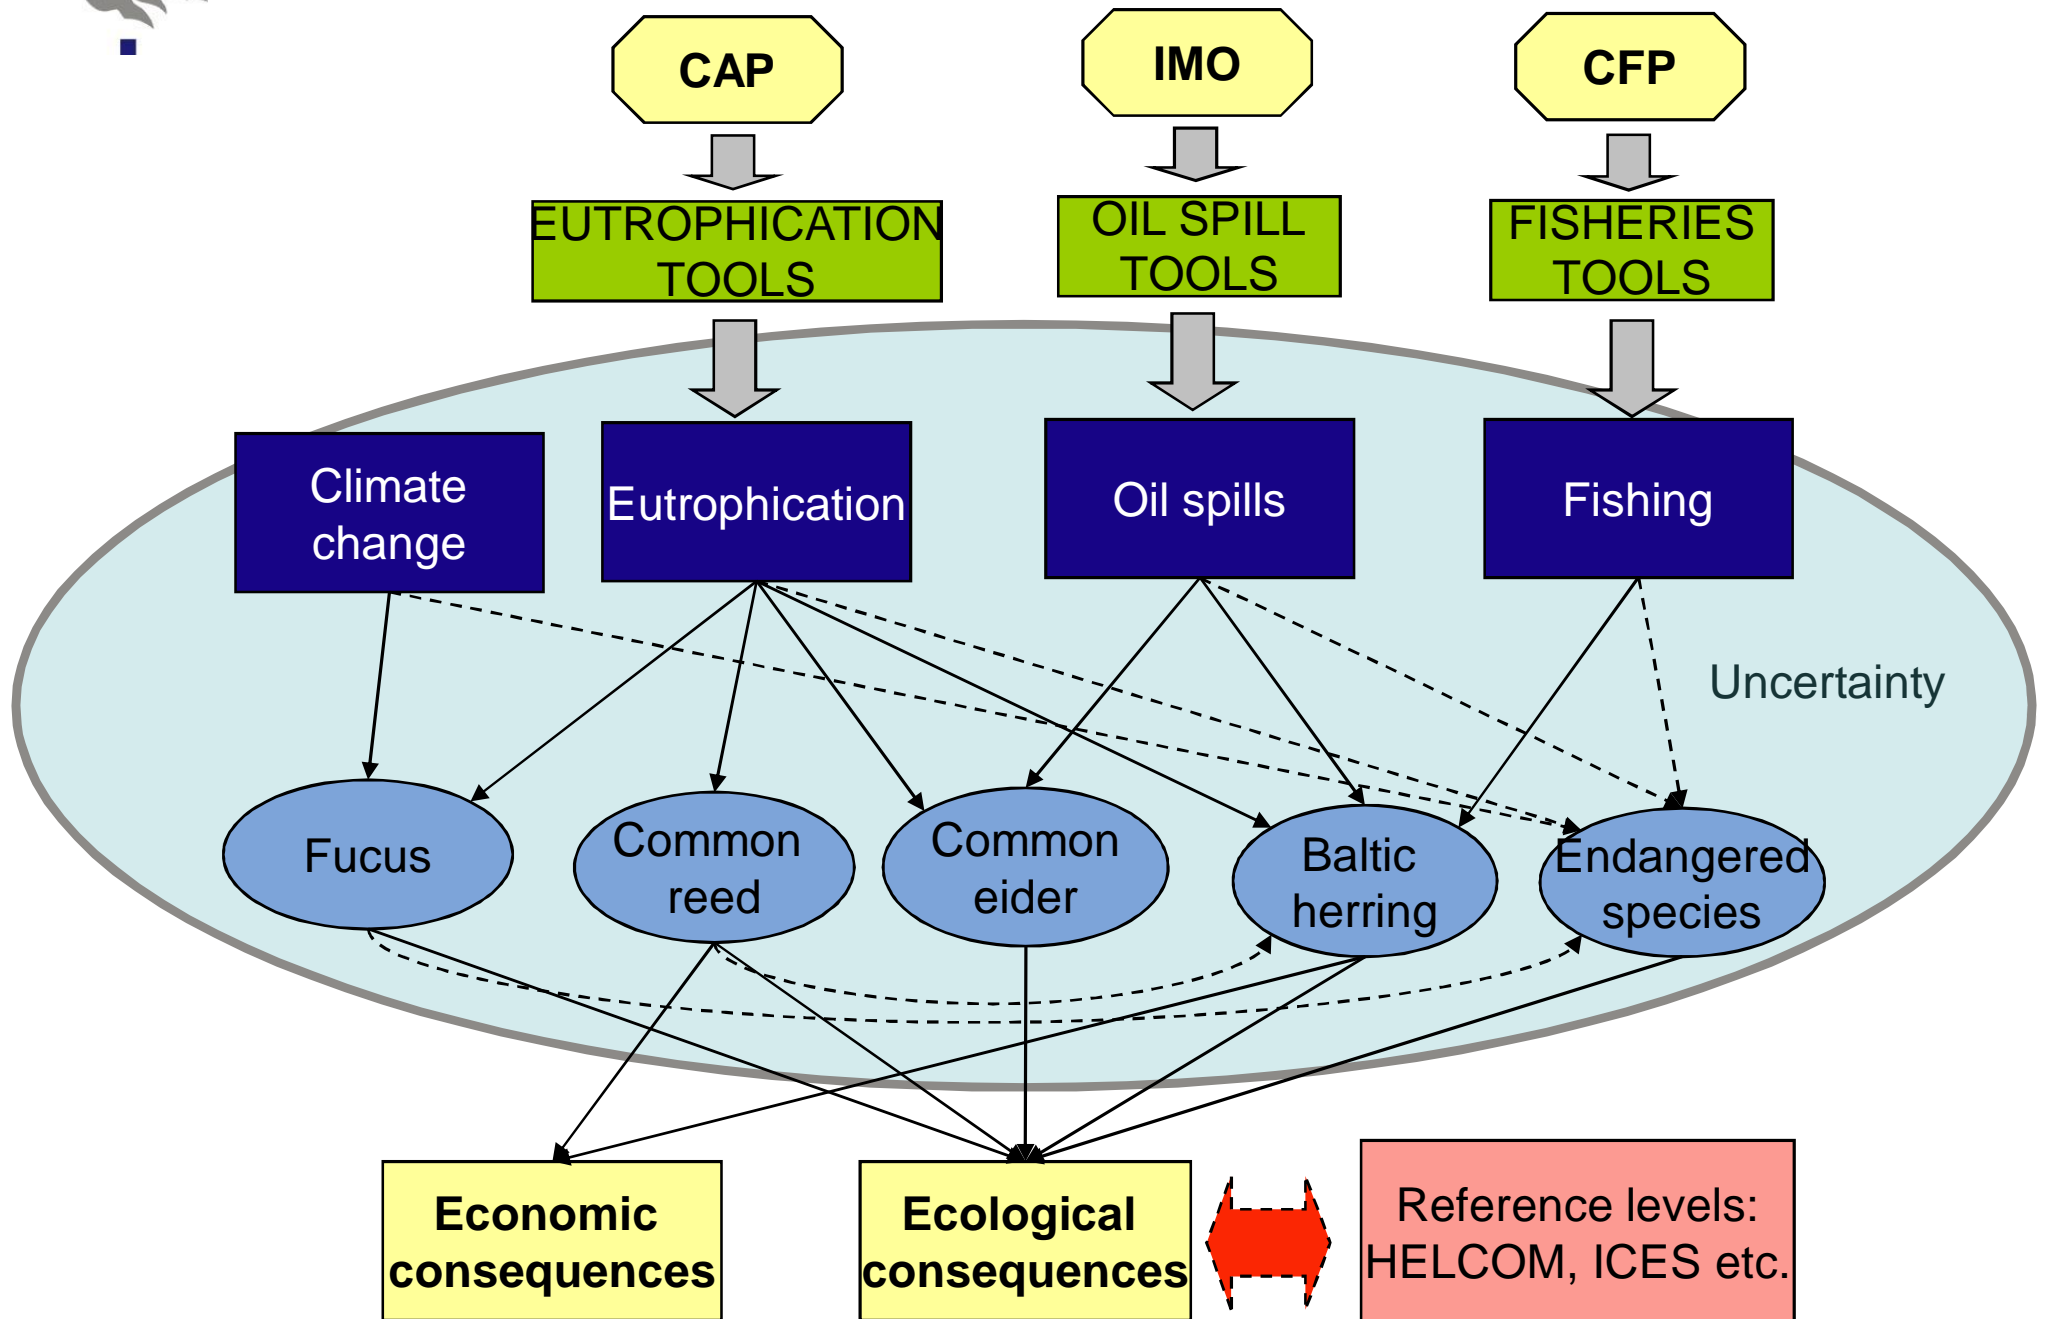 CAP
IMO
CFP
EUTROPHICATION
TOOLS
OIL SPILL
TOOLS
FISHERIES
TOOLS
Climate
change
Eutrophication
Oil spills
Fishing
Uncertainty
Fucus
Common
reed
Common
eider
Baltic
herring
Endangered
species
Economic
consequences
Ecological
consequences
Reference levels:
HELCOM, ICES etc.